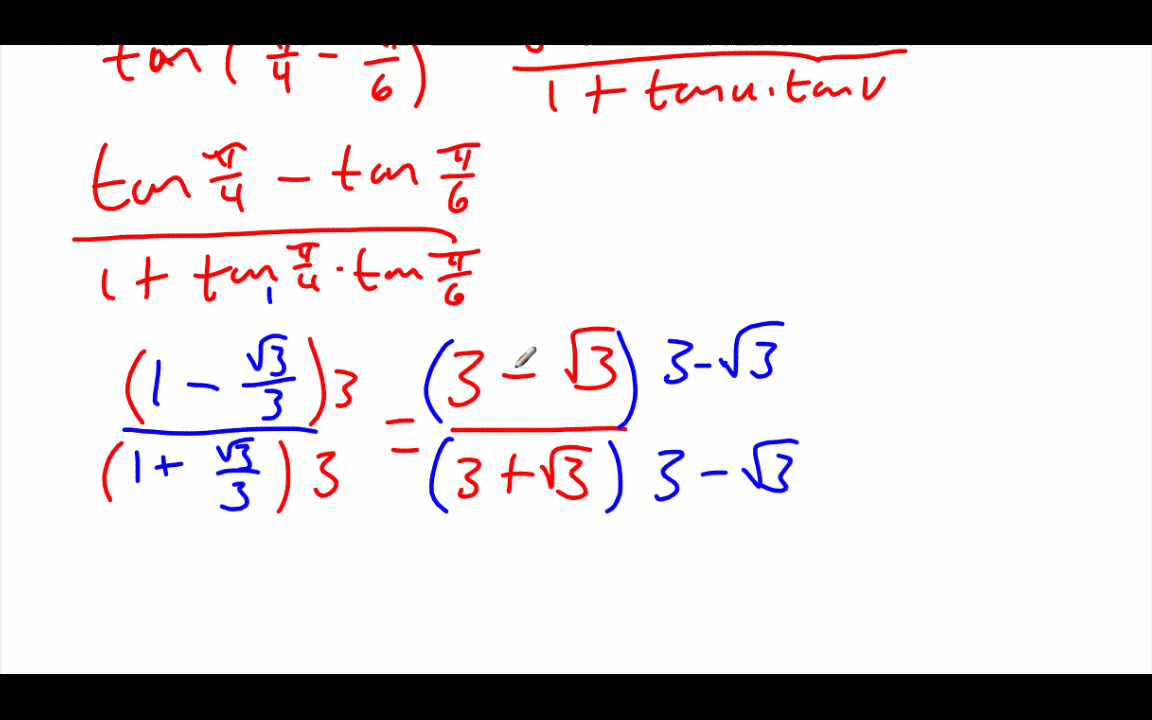 tan(π/4 - π/6)
1 + tan u · tan v
tan π/4 - tan π/6
1 + tan π/4 · tan π/6
1
(1 - √3/3)3 = (3 - √3) 3-√3
(1 + √3/3)3 (3 + √3) 3 - √3